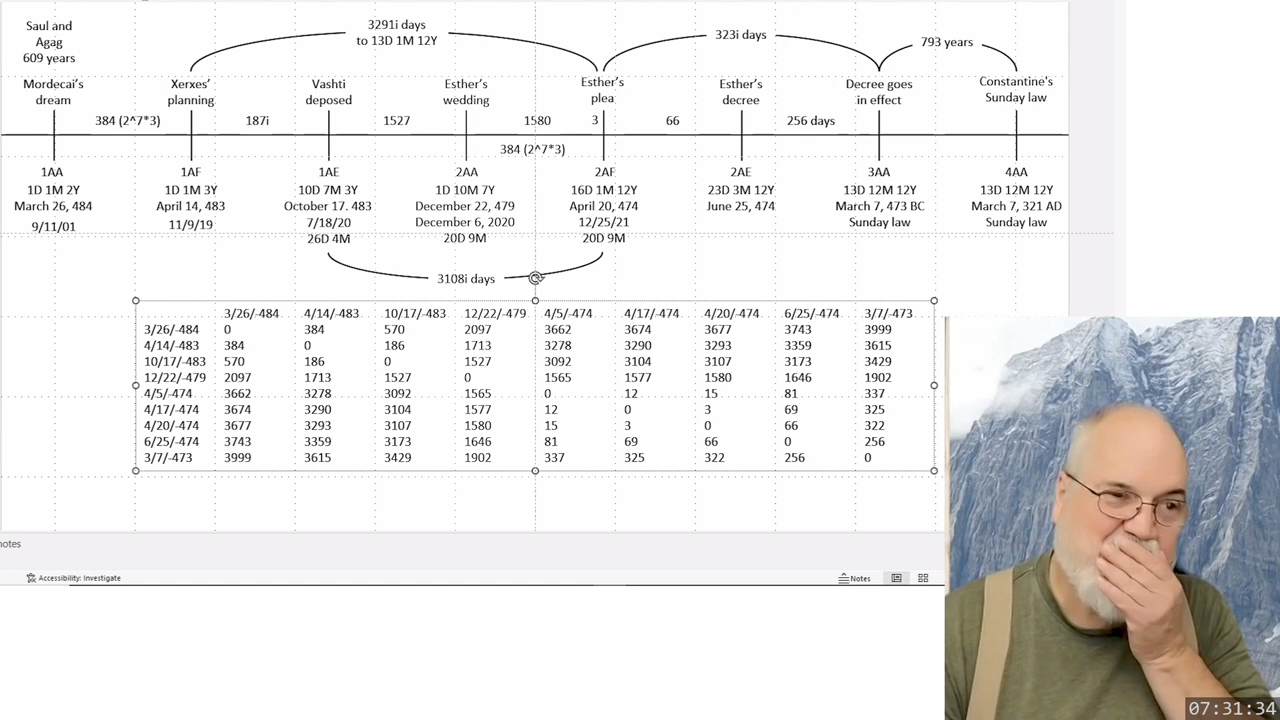 Saul and
Agag
609 years
3291i days
to 13D 1M 12Y
323i days
793 years
Mordecai's
dream
Xerxes'
planning
Vashti
deposed
Esther's
wedding
Esther's
plea
Esther's
decree
Decree goes
in effect
Constantine's
Sunday law
384 (2^7*3)
187i
1527
1580
3
66
256 days
384 (2^7*3)
1AA
1D 1M 2Y
March 26, 484
9/11/01
1AF
1D 1M 3Y
April 14, 483
11/9/19
1AE
10D 7M 3Y
October 17. 483
7/18/20
26D 4M
2AA
1D 10M 7Y
December 22, 479
December 6, 2020
20D 9M
2AF
16D 1M 12Y
April 20, 474
12/25/21
20D 9M
2AE
23D 3M 12Y
June 25, 474
3AA
13D 12M 12Y
March 7, 473 BC
Sunday law
4AA
13D 12M 12Y
March 7, 321 AD
Sunday law
3108i days
3/26/-484 4/14/-483 10/17/-483 12/22/-479 4/5/-474 4/17/-474 4/20/-474 6/25/-474 3/7/-473
3/26/-484 0 384 570 2097 3662 3674 3677 3743 3999
4/14/-483 384 0 186 1713 3278 3290 3293 3359 3615
10/17/-483 570 186 0 1527 3092 3104 3107 3173 3429
12/22/-479 2097 1713 1527 0 1565 1577 1580 1646 1902
4/5/-474 3662 3278 3092 1565 0 12 15 81 337
4/17/-474 3674 3290 3104 1577 12 0 3 69 325
4/20/-474 3677 3293 3107 1580 15 3 0 66 322
6/25/-474 3743 3359 3173 1646 81 69 66 0 256
3/7/-473 3999 3615 3429 1902 337 325 322 256 0
notes
Accessibility: Investigate
Notes
07:31:34